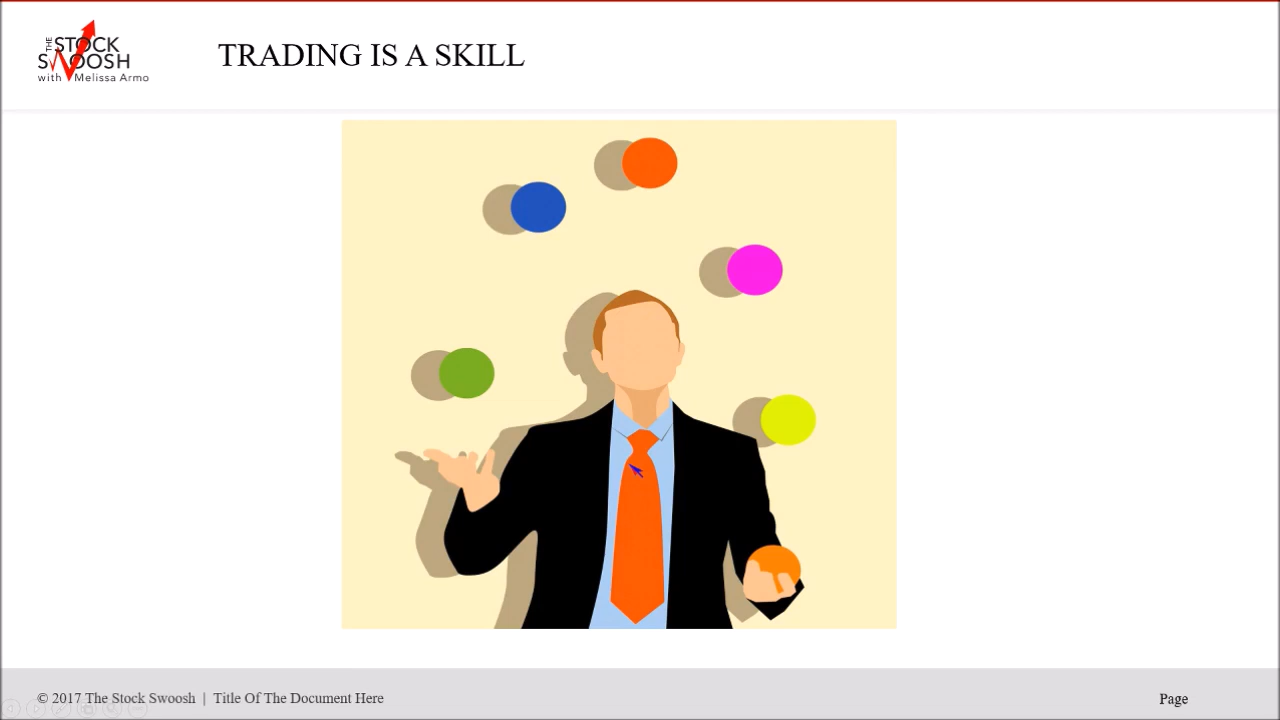 THE STOCK
SWOOSH
with Melissa Armo
TRADING IS A SKILL
© 2017 The Stock Swoosh | Title Of The Document Here
Page